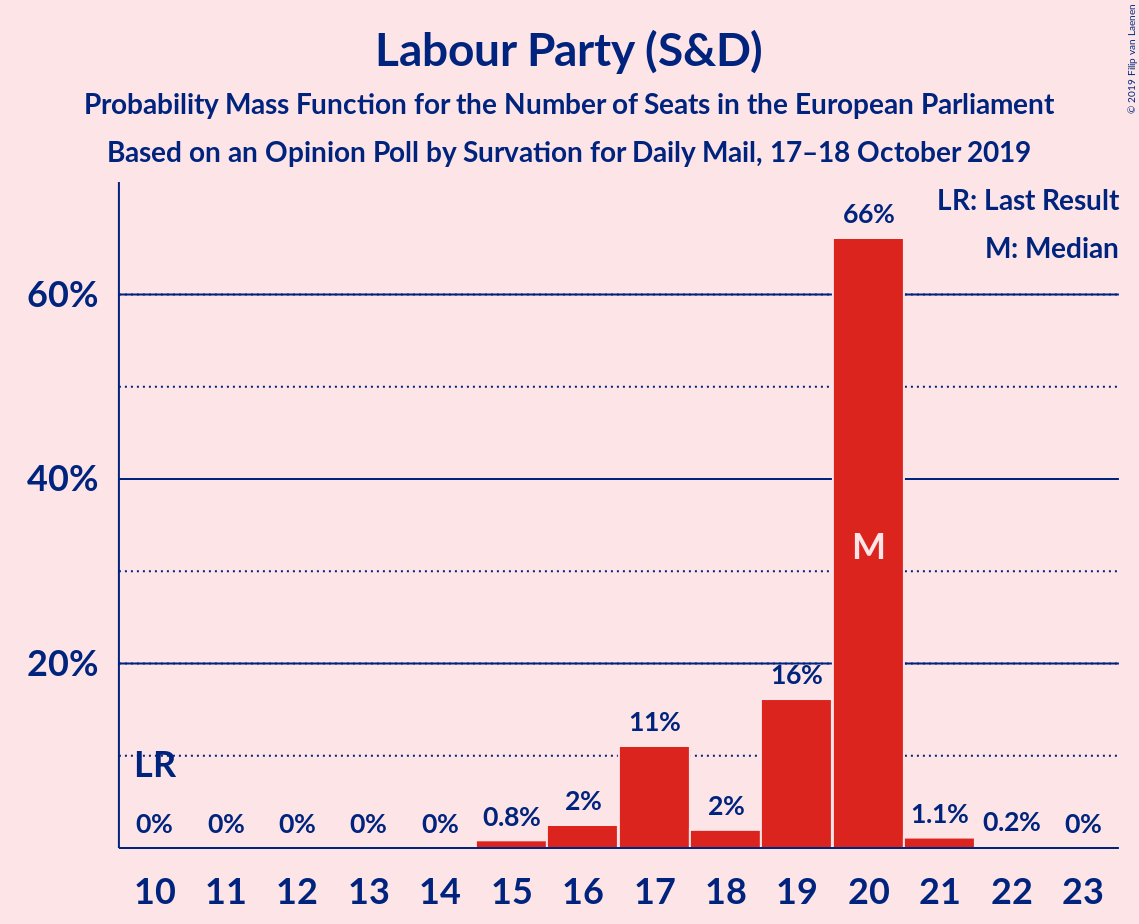 Labour Party (S&D)
Probability Mass Function for the Number of Seats in the European Parliament
Based on an Opinion Poll by Survation for Daily Mail, 17–18 October 2019
© 2019 Filip van Laenen
LR: Last Result
M: Median
60%
40%
20%
LR
0%
0%
0%
0%
0%
0.8%
2%
11%
2%
16%
66%
M
1.1%
0.2%
0%
10 11 12 13 14 15 16 17 18 19 20 21 22 23